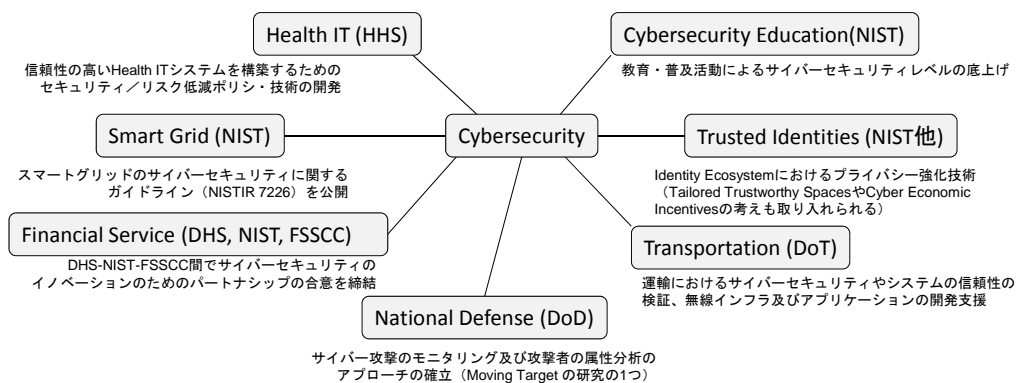 Health IT (HHS)
信頼性の高いHealth ITシステムを構築するための
セキュリティ／リスク低減ポリシ・技術の開発
Cybersecurity Education(NIST)
教育・普及活動によるサイバーセキュリティレベルの底上げ
Smart Grid (NIST)
スマートグリッドのサイバーセキュリティに関する
ガイドライン（NISTIR 7226）を公開
Cybersecurity
Trusted Identities (NIST他)
Identity Ecosystemにおけるプライバシー強化技術
（Tailored Trustworthy SpacesやCyber Economic
Incentivesの考えも取り入れられる）
Financial Service (DHS, NIST, FSSCC)
DHS-NIST-FSSCC間でサイバーセキュリティの
イノベーションのためのパートナシップの合意を締結
Transportation (DoT)
運輸におけるサイバーセキュリティやシステムの信頼性の
検証、無線インフラ及びアプリケーションの開発支援
National Defense (DoD)
サイバー攻撃のモニタリング及び攻撃者の属性分析の
アプローチの確立（Moving Target の研究の1つ）